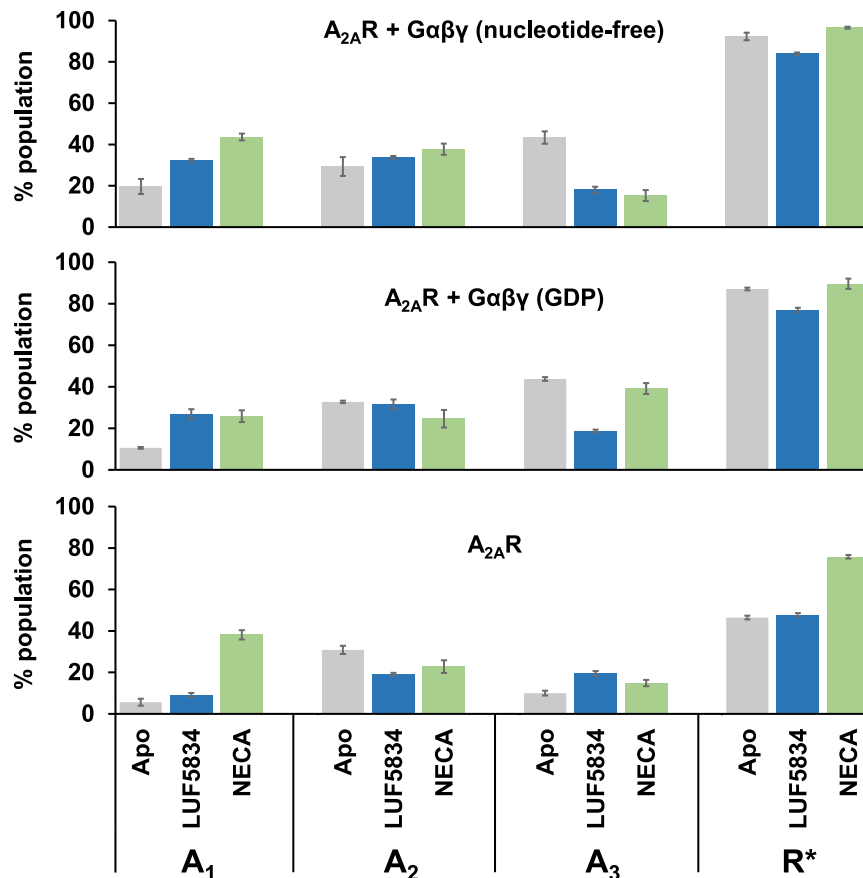 A2AR + Gαβγ (nucleotide-free)
% population
100
80
60
40
20
0
A2AR + Gαβγ (GDP)
% population
100
80
60
40
20
0
A2AR
% population
100
80
60
40
20
0
Apo LUF5834 NECA Apo LUF5834 NECA Apo LUF5834 NECA Apo LUF5834 NECA
A1 A2 A3 R*